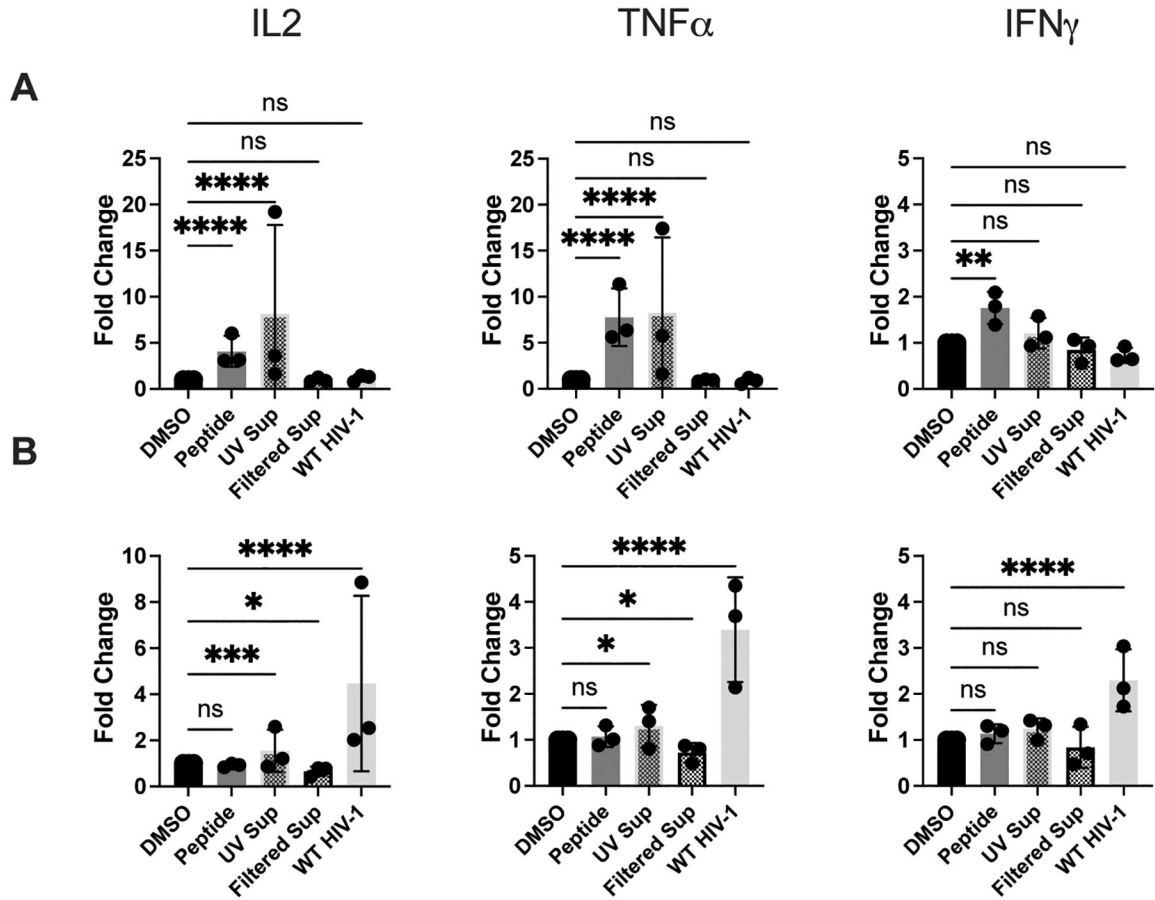 IL2 TNFα IFNγ
A
ns
ns
****
****
Fold Change
25
20
15
10
5
0
DMSO
Peptide
UV Sup
Filtered Sup
WT HIV-1
ns
ns
****
****
Fold Change
25
20
15
10
5
0
DMSO
Peptide
UV Sup
Filtered Sup
WT HIV-1
ns
ns
ns
**
Fold Change
5
4
3
2
1
0
DMSO
Peptide
UV Sup
Filtered Sup
WT HIV-1
B
****
*
***
ns
Fold Change
10
8
6
4
2
0
DMSO
Peptide
UV Sup
Filtered Sup
WT HIV-1
****
*
*
ns
Fold Change
5
4
3
2
1
0
DMSO
Peptide
UV Sup
Filtered Sup
WT HIV-1
****
ns
ns
ns
Fold Change
5
4
3
2
1
0
DMSO
Peptide
UV Sup
Filtered Sup
WT HIV-1